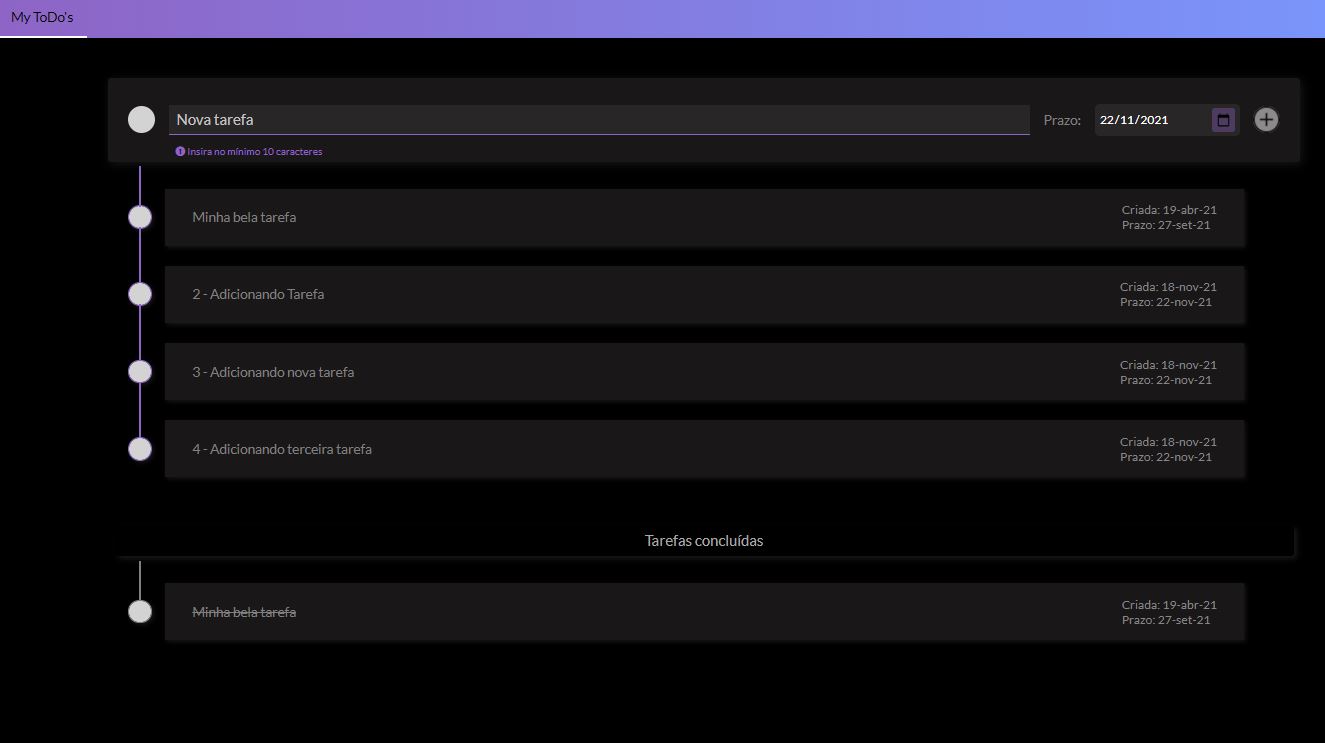 My ToDo's
Nova tarefa
Prazo:
22/11/2021
Insira no mínimo 10 caracteres
Minha bela tarefa
Criada: 19-abr-21
Prazo: 27-set-21
2 - Adicionando Tarefa
Criada: 18-nov-21
Prazo: 22-nov-21
3 - Adicionando nova tarefa
Criada: 18-nov-21
Prazo: 22-nov-21
4 - Adicionando terceira tarefa
Criada: 18-nov-21
Prazo: 22-nov-21
Tarefas concluídas
Minha bela tarefa
Criada: 19-abr-21
Prazo: 27-set-21